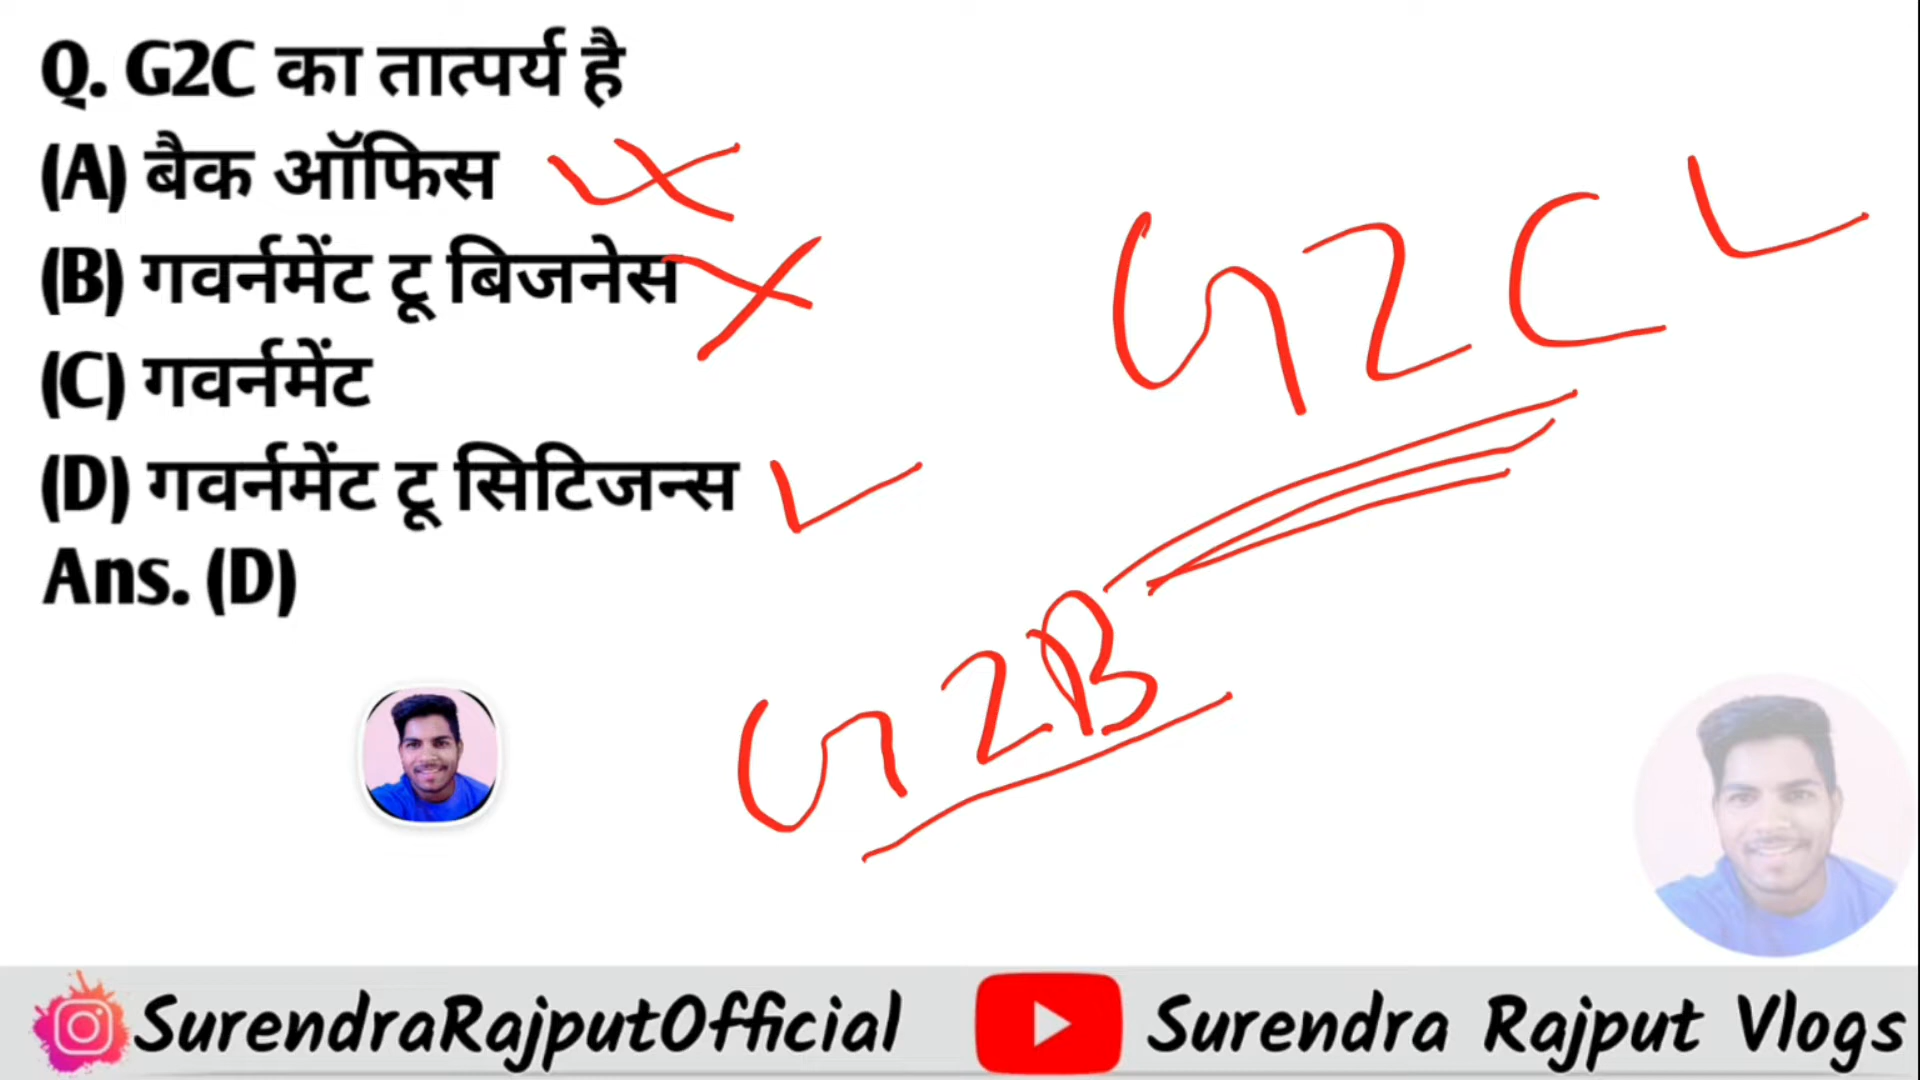 Q. G2C का तात्पर्य है
(A) बैक ऑफिस
(B) गवर्नमेंट टू बिजनेस
(C) गवर्नमेंट
(D) गवर्नमेंट टू सिटिजन्स
Ans. (D)
G2C
G2B
SurendraRajputOfficial
Surendra Rajput Vlogs